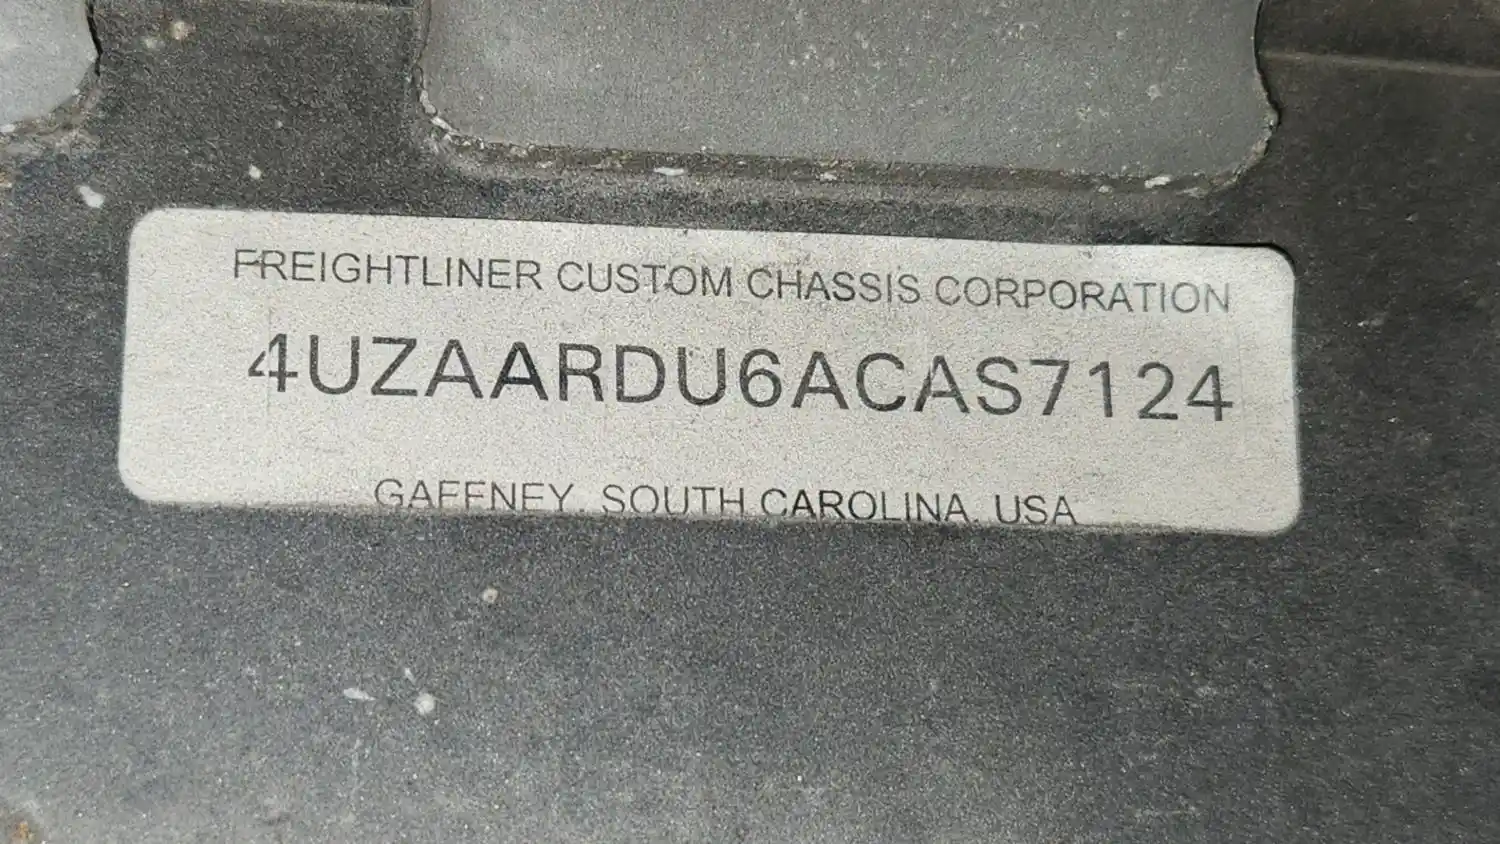 FREIGHTLINER CUSTOM CHASSIS CORPORATION
4UZAARDU6ACAS7124
GAFFNEY, SOUTH CAROLINA, USA